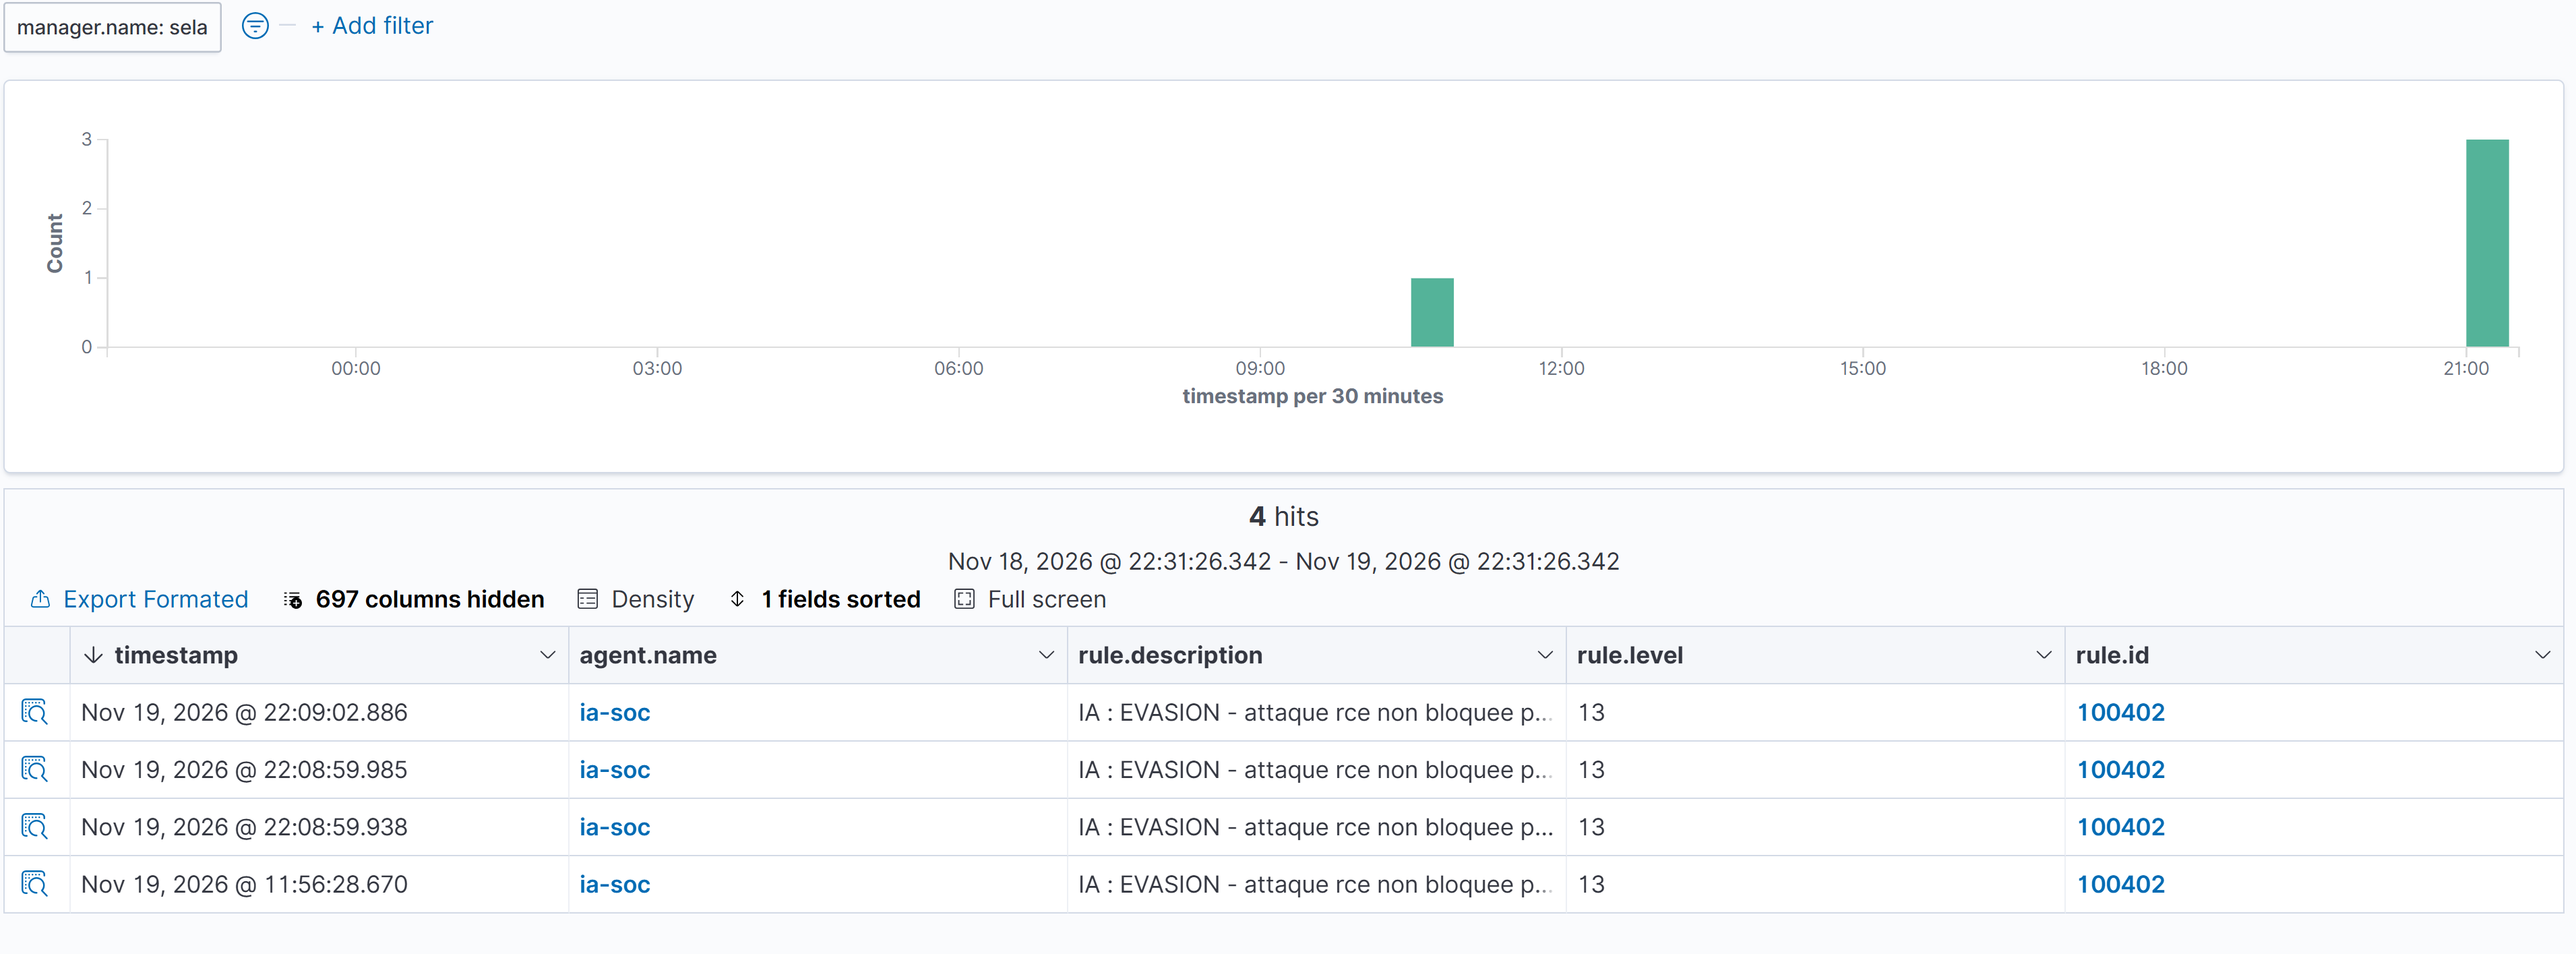 manager.name: sela + Add filter
3
2
1
0
Count
00:00 03:00 06:00 09:00 12:00 15:00 18:00 21:00
timestamp per 30 minutes
4 hits
Nov 18, 2026 @ 22:31:26.342 - Nov 19, 2026 @ 22:31:26.342
Export Formated 697 columns hidden Density 1 fields sorted Full screen
timestamp agent.name rule.description rule.level rule.id
Nov 19, 2026 @ 22:09:02.886 ia-soc IA : EVASION - attaque rce non bloquee p... 13 100402
Nov 19, 2026 @ 22:08:59.985 ia-soc IA : EVASION - attaque rce non bloquee p... 13 100402
Nov 19, 2026 @ 22:08:59.938 ia-soc IA : EVASION - attaque rce non bloquee p... 13 100402
Nov 19, 2026 @ 11:56:28.670 ia-soc IA : EVASION - attaque rce non bloquee p... 13 100402